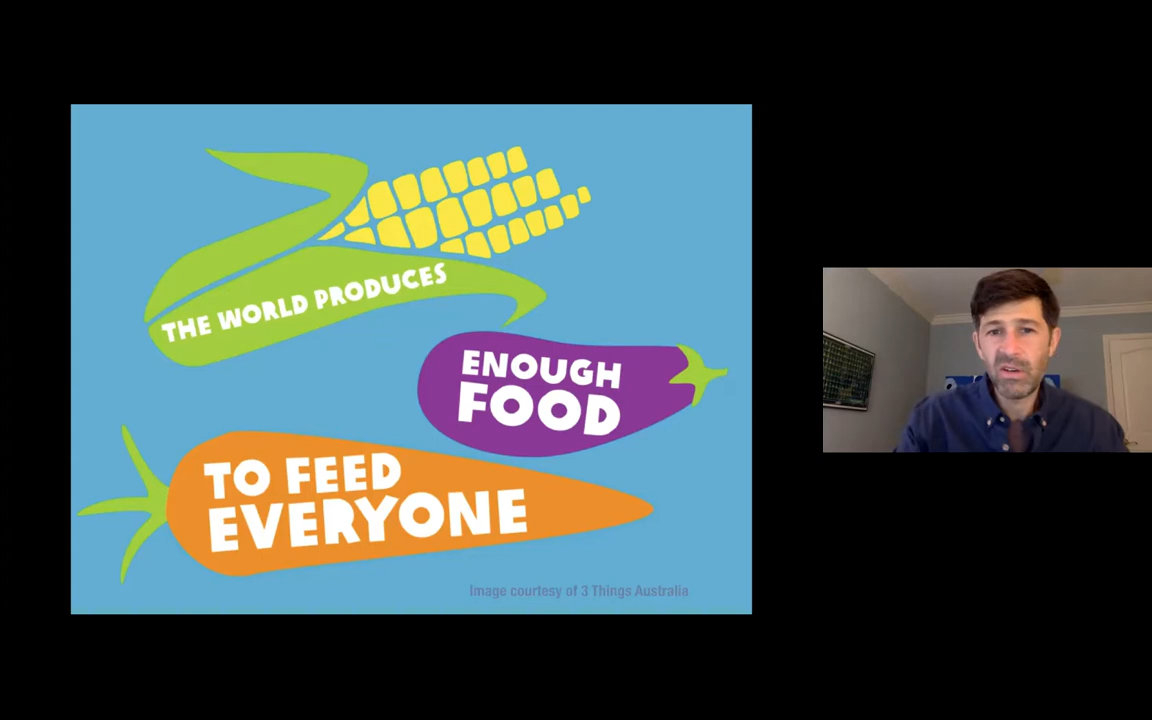 THE WORLD PRODUCES
ENOUGH
FOOD
TO FEED
EVERYONE
Image courtesy of 3 Things Australia